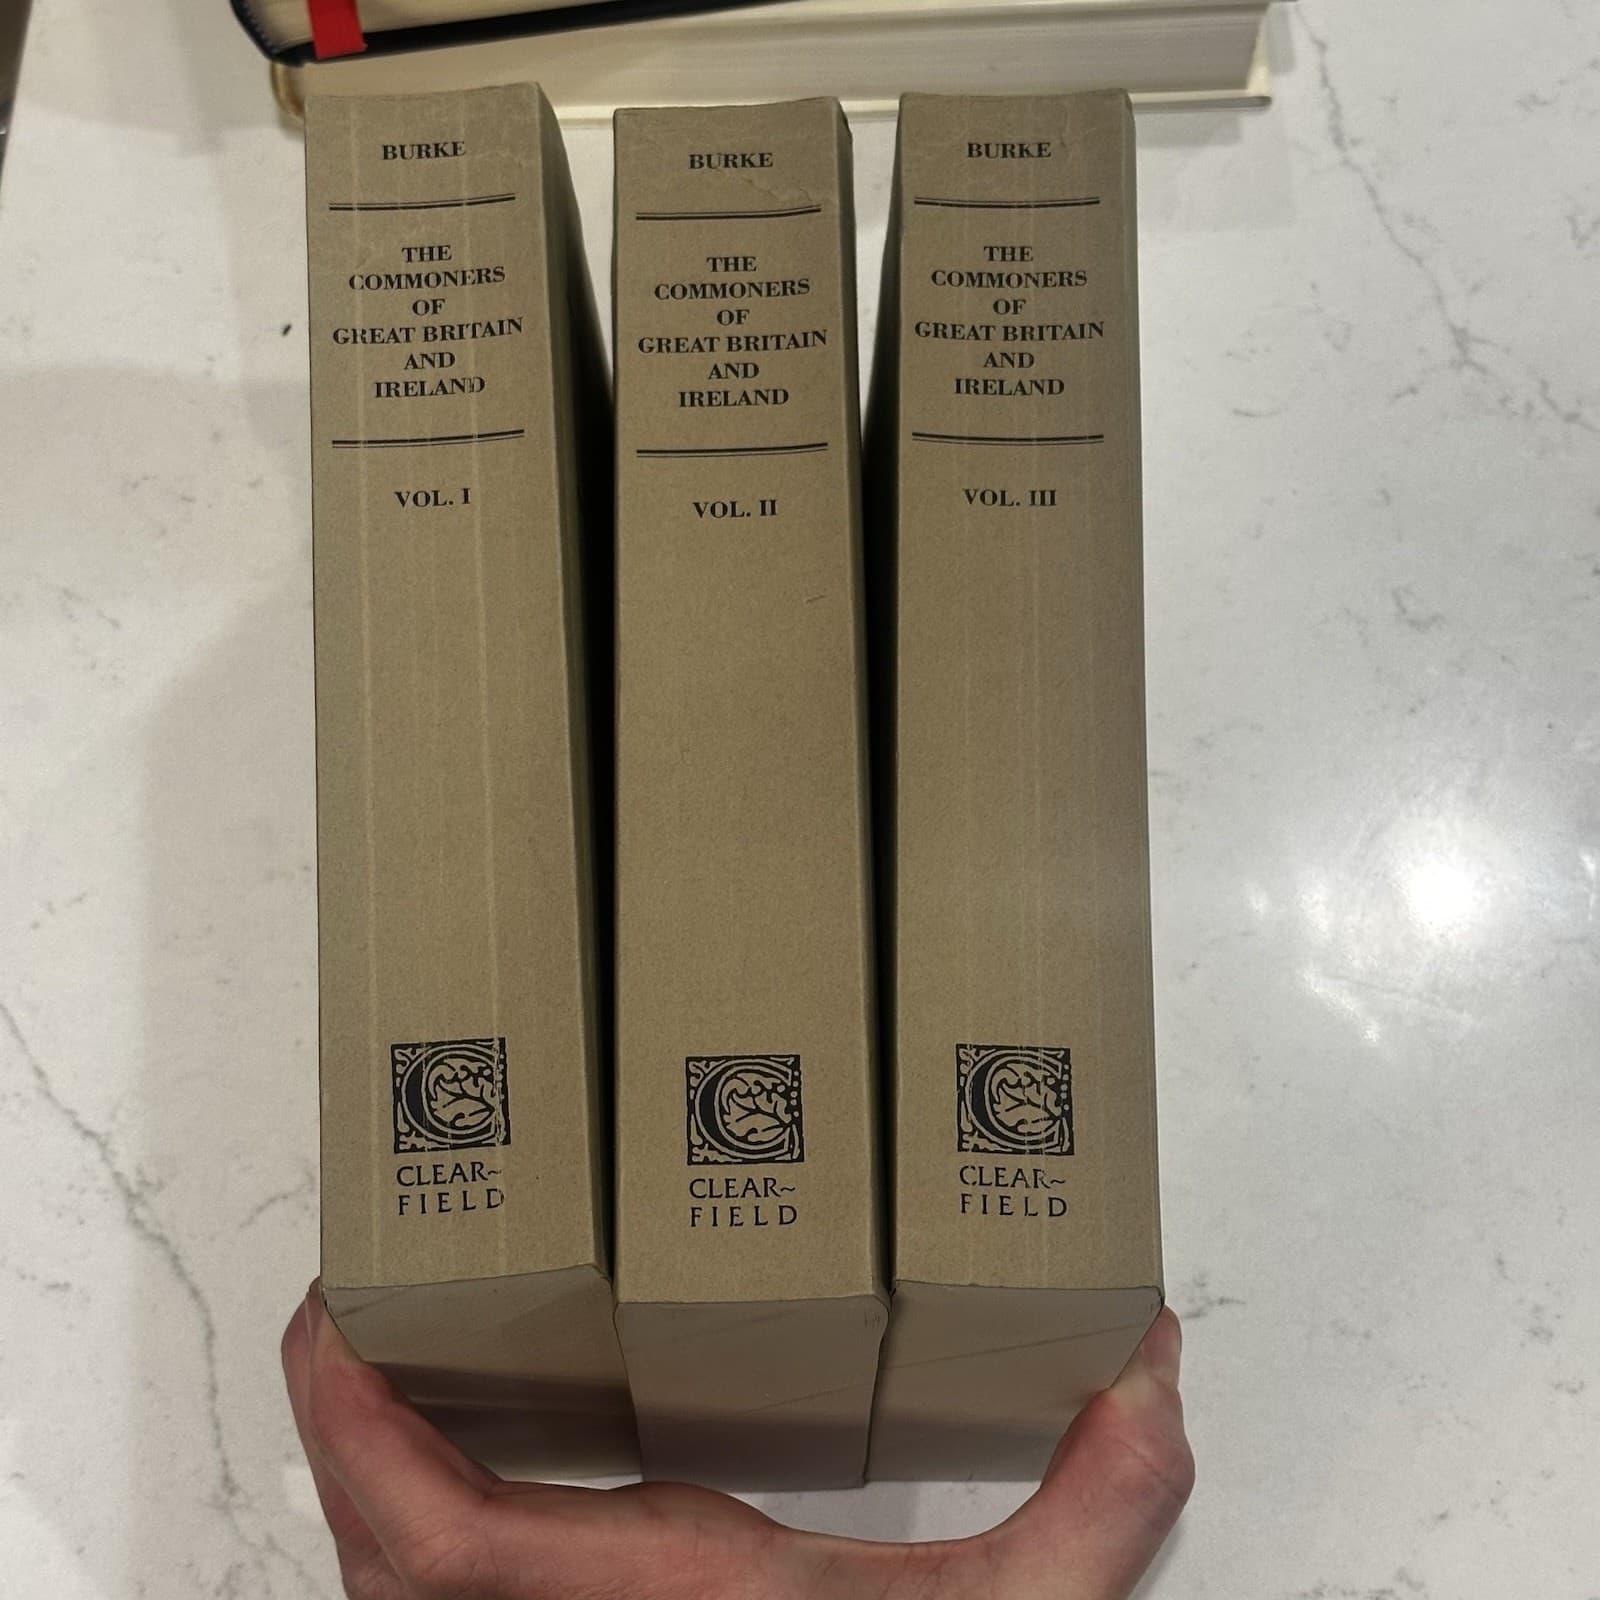 BURKE
THE
COMMONERS
OF
GREAT BRITAIN
AND
IRELAND
VOL. I
CLEAR~
FIELD
BURKE
THE
COMMONERS
OF
GREAT BRITAIN
AND
IRELAND
VOL. II
CLEAR~
FIELD
BURKE
THE
COMMONERS
OF
GREAT BRITAIN
AND
IRELAND
VOL. III
CLEAR~
FIELD